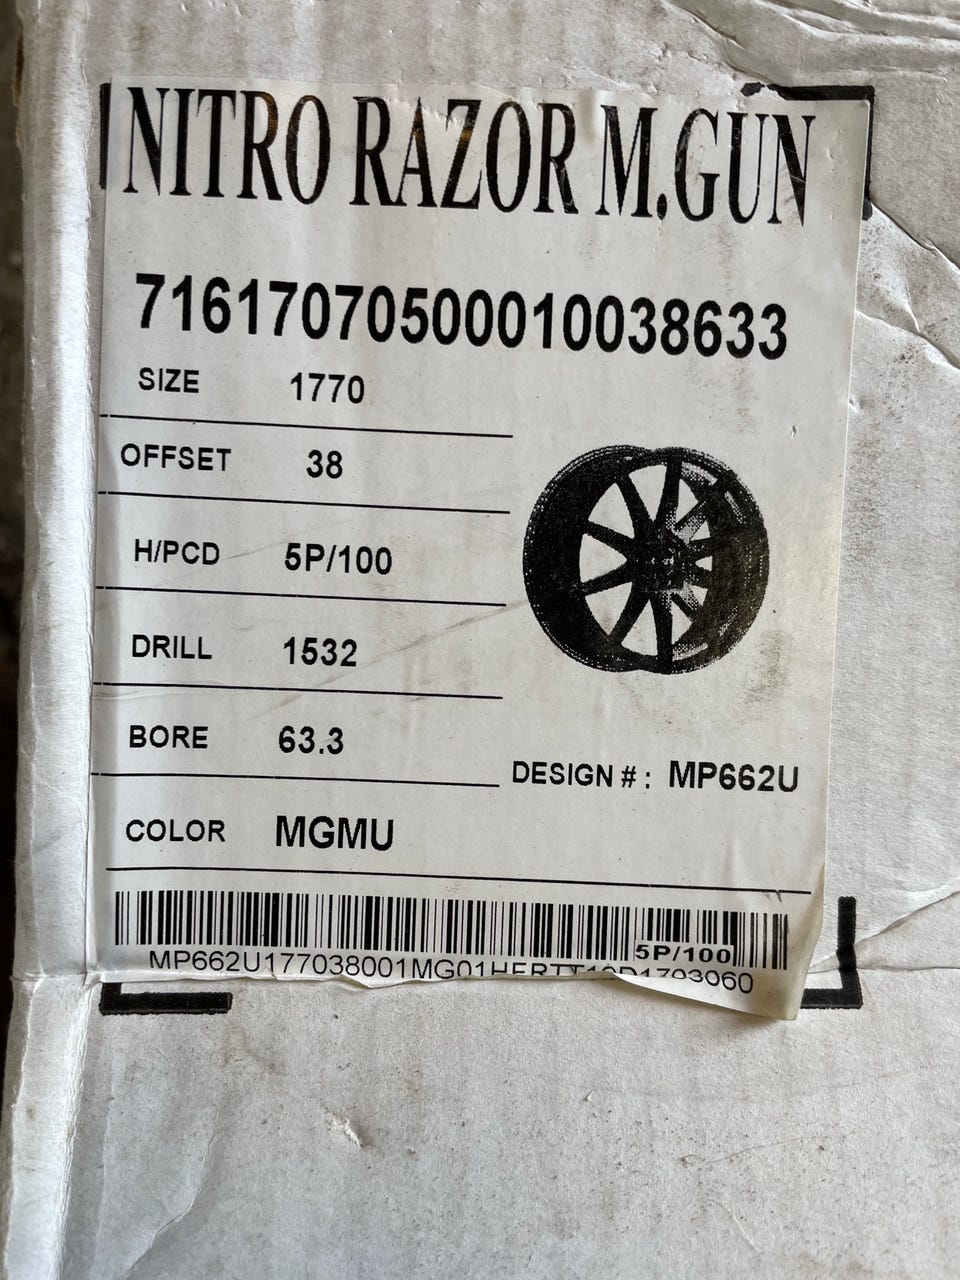 NITRO RAZOR M.GUN
71617070500010038633
SIZE 1770
OFFSET 38
H/PCD 5P/100
DRILL 1532
BORE 63.3
DESIGN # : MP662U
COLOR MGMU
5P/100